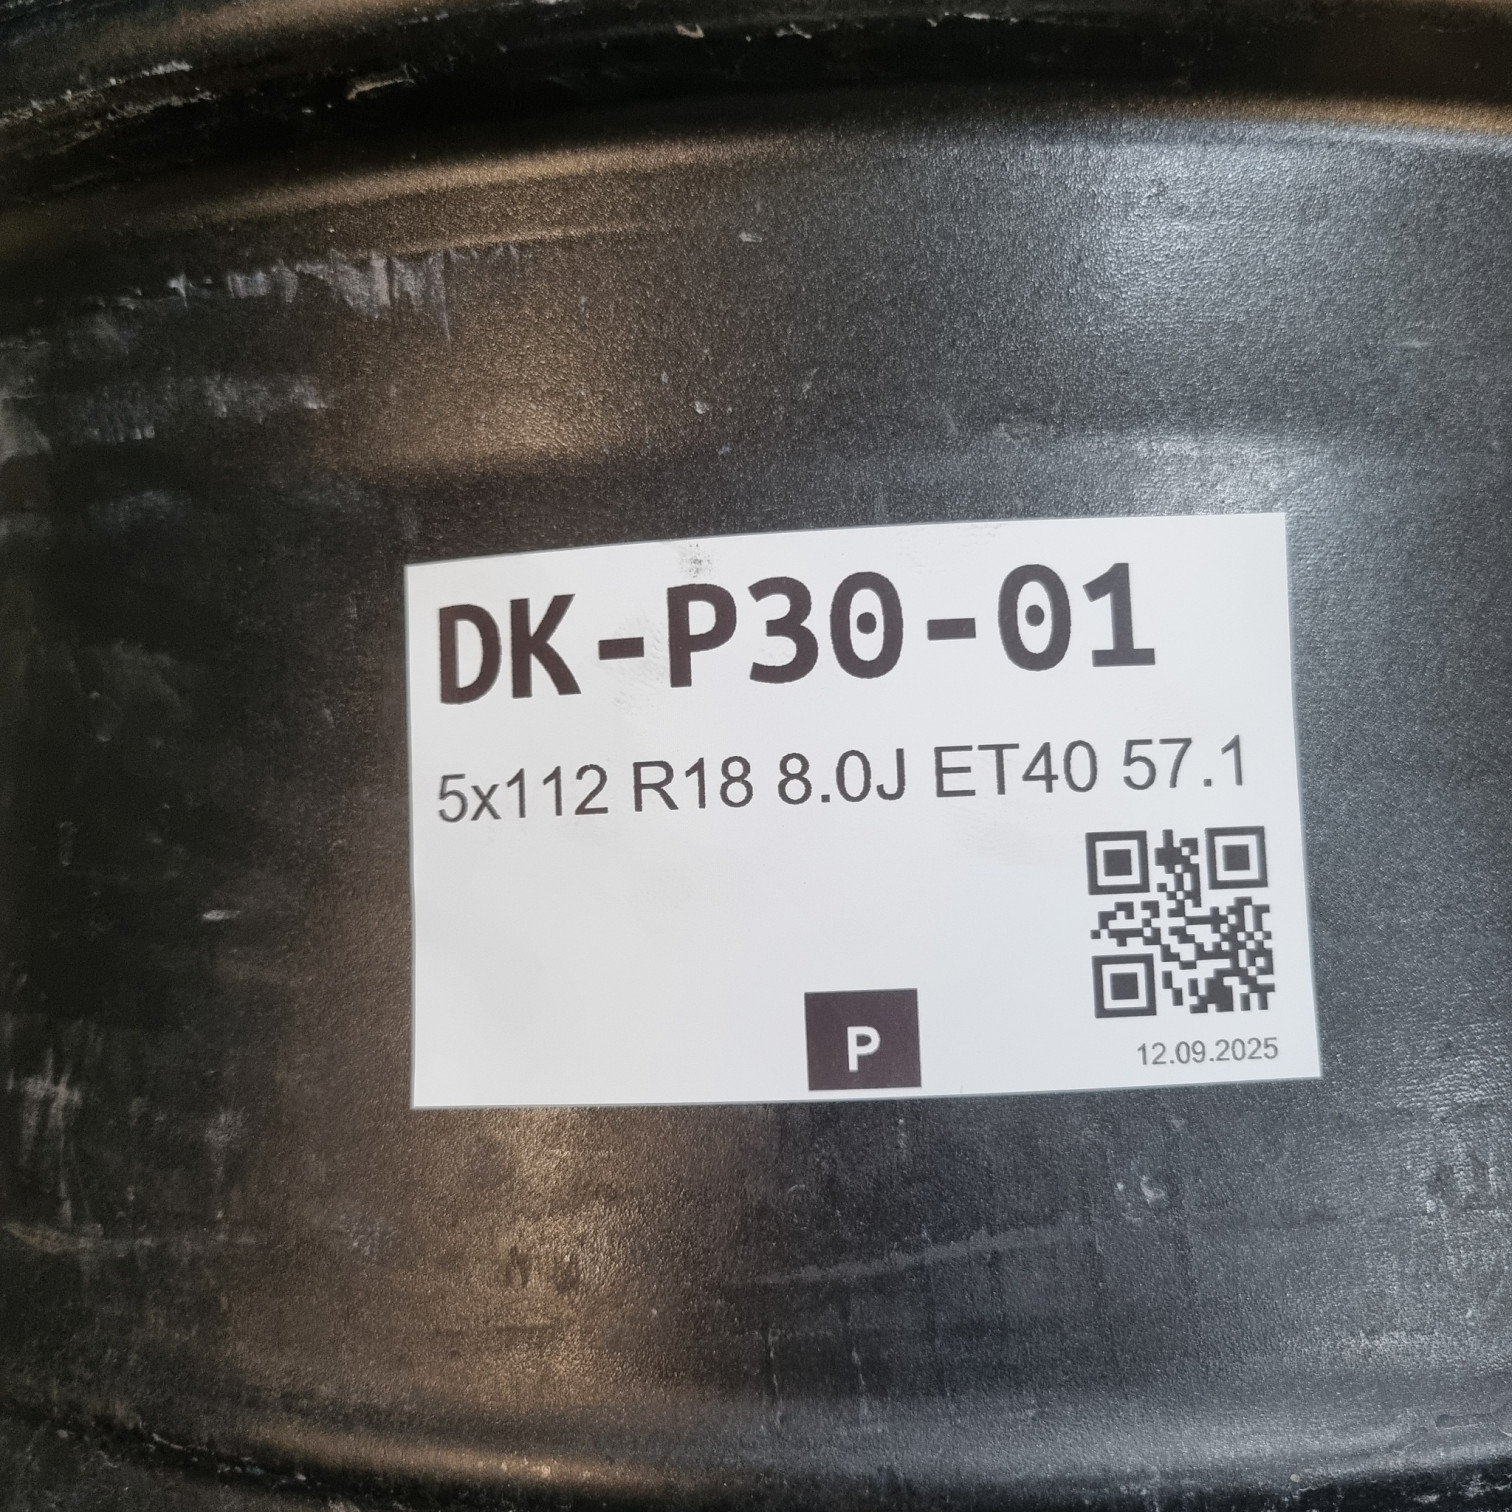 DK-P30-01
5x112 R18 8.0J ET40 57.1
P
12.09.2025